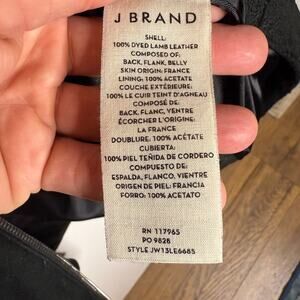 J BRAND
SHELL:
100% DYED LAMB LEATHER
COMPOSED OF:
BACK, FLANK, BELLY
SKIN ORIGIN: FRANCE
LINING: 100% ACETATE
COUCHE EXTÉRIEURE:
100% LE CUIR TEINT D'AGNEAU
COMPOSÉ DE:
BACK, FLANC, VENTRE
ÉCORCHER L'ORIGINE:
LA FRANCE
DOUBLURE: 100% ACÉTATE
CUBIERTA:
100% PIEL TEÑIDA DE CORDERO
COMPUESTO DE:
ESPALDA, FLANCO, VIENTRE
ORIGEN DE PIEL: FRANCIA
FORRO: 100% ACETATO
RN 117965
PO 9828
STYLE JW13LE6685